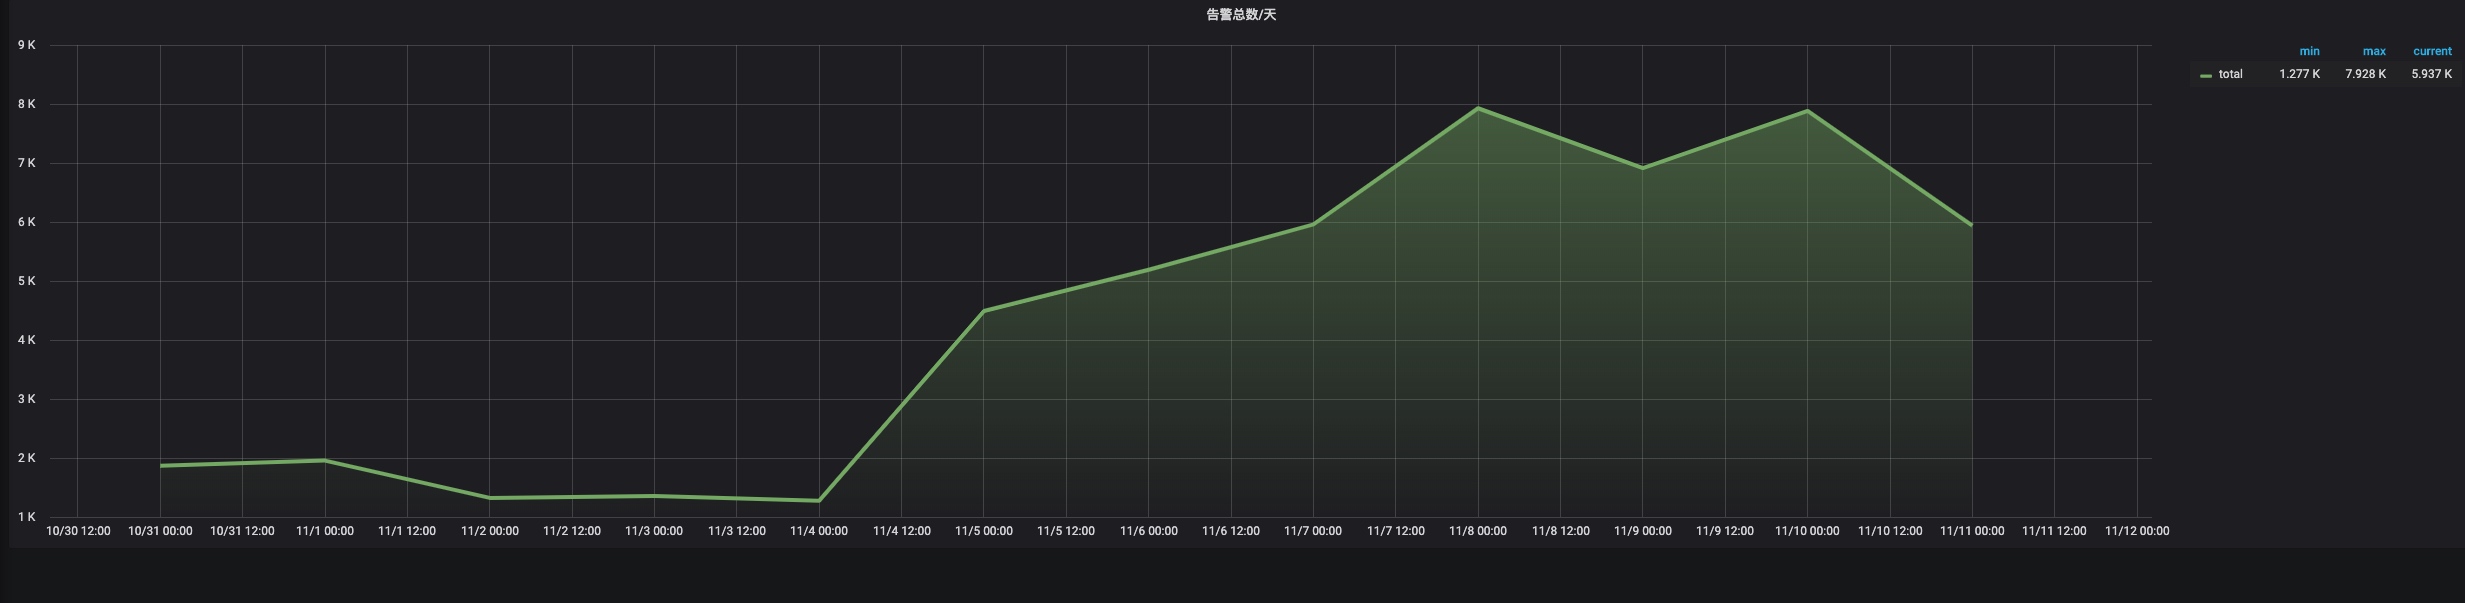 告警总数/天
9 K
8 K
7 K
6 K
5 K
4 K
3 K
2 K
1 K
10/30 12:00 10/31 00:00 10/31 12:00 11/1 00:00 11/1 12:00 11/2 00:00 11/2 12:00 11/3 00:00 11/3 12:00 11/4 00:00 11/4 12:00 11/5 00:00 11/5 12:00 11/6 00:00 11/6 12:00 11/7 00:00 11/7 12:00 11/8 00:00 11/8 12:00 11/9 00:00 11/9 12:00 11/10 00:00 11/10 12:00 11/11 00:00 11/11 12:00 11/12 00:00
min max current
total 1.277 K 7.928 K 5.937 K